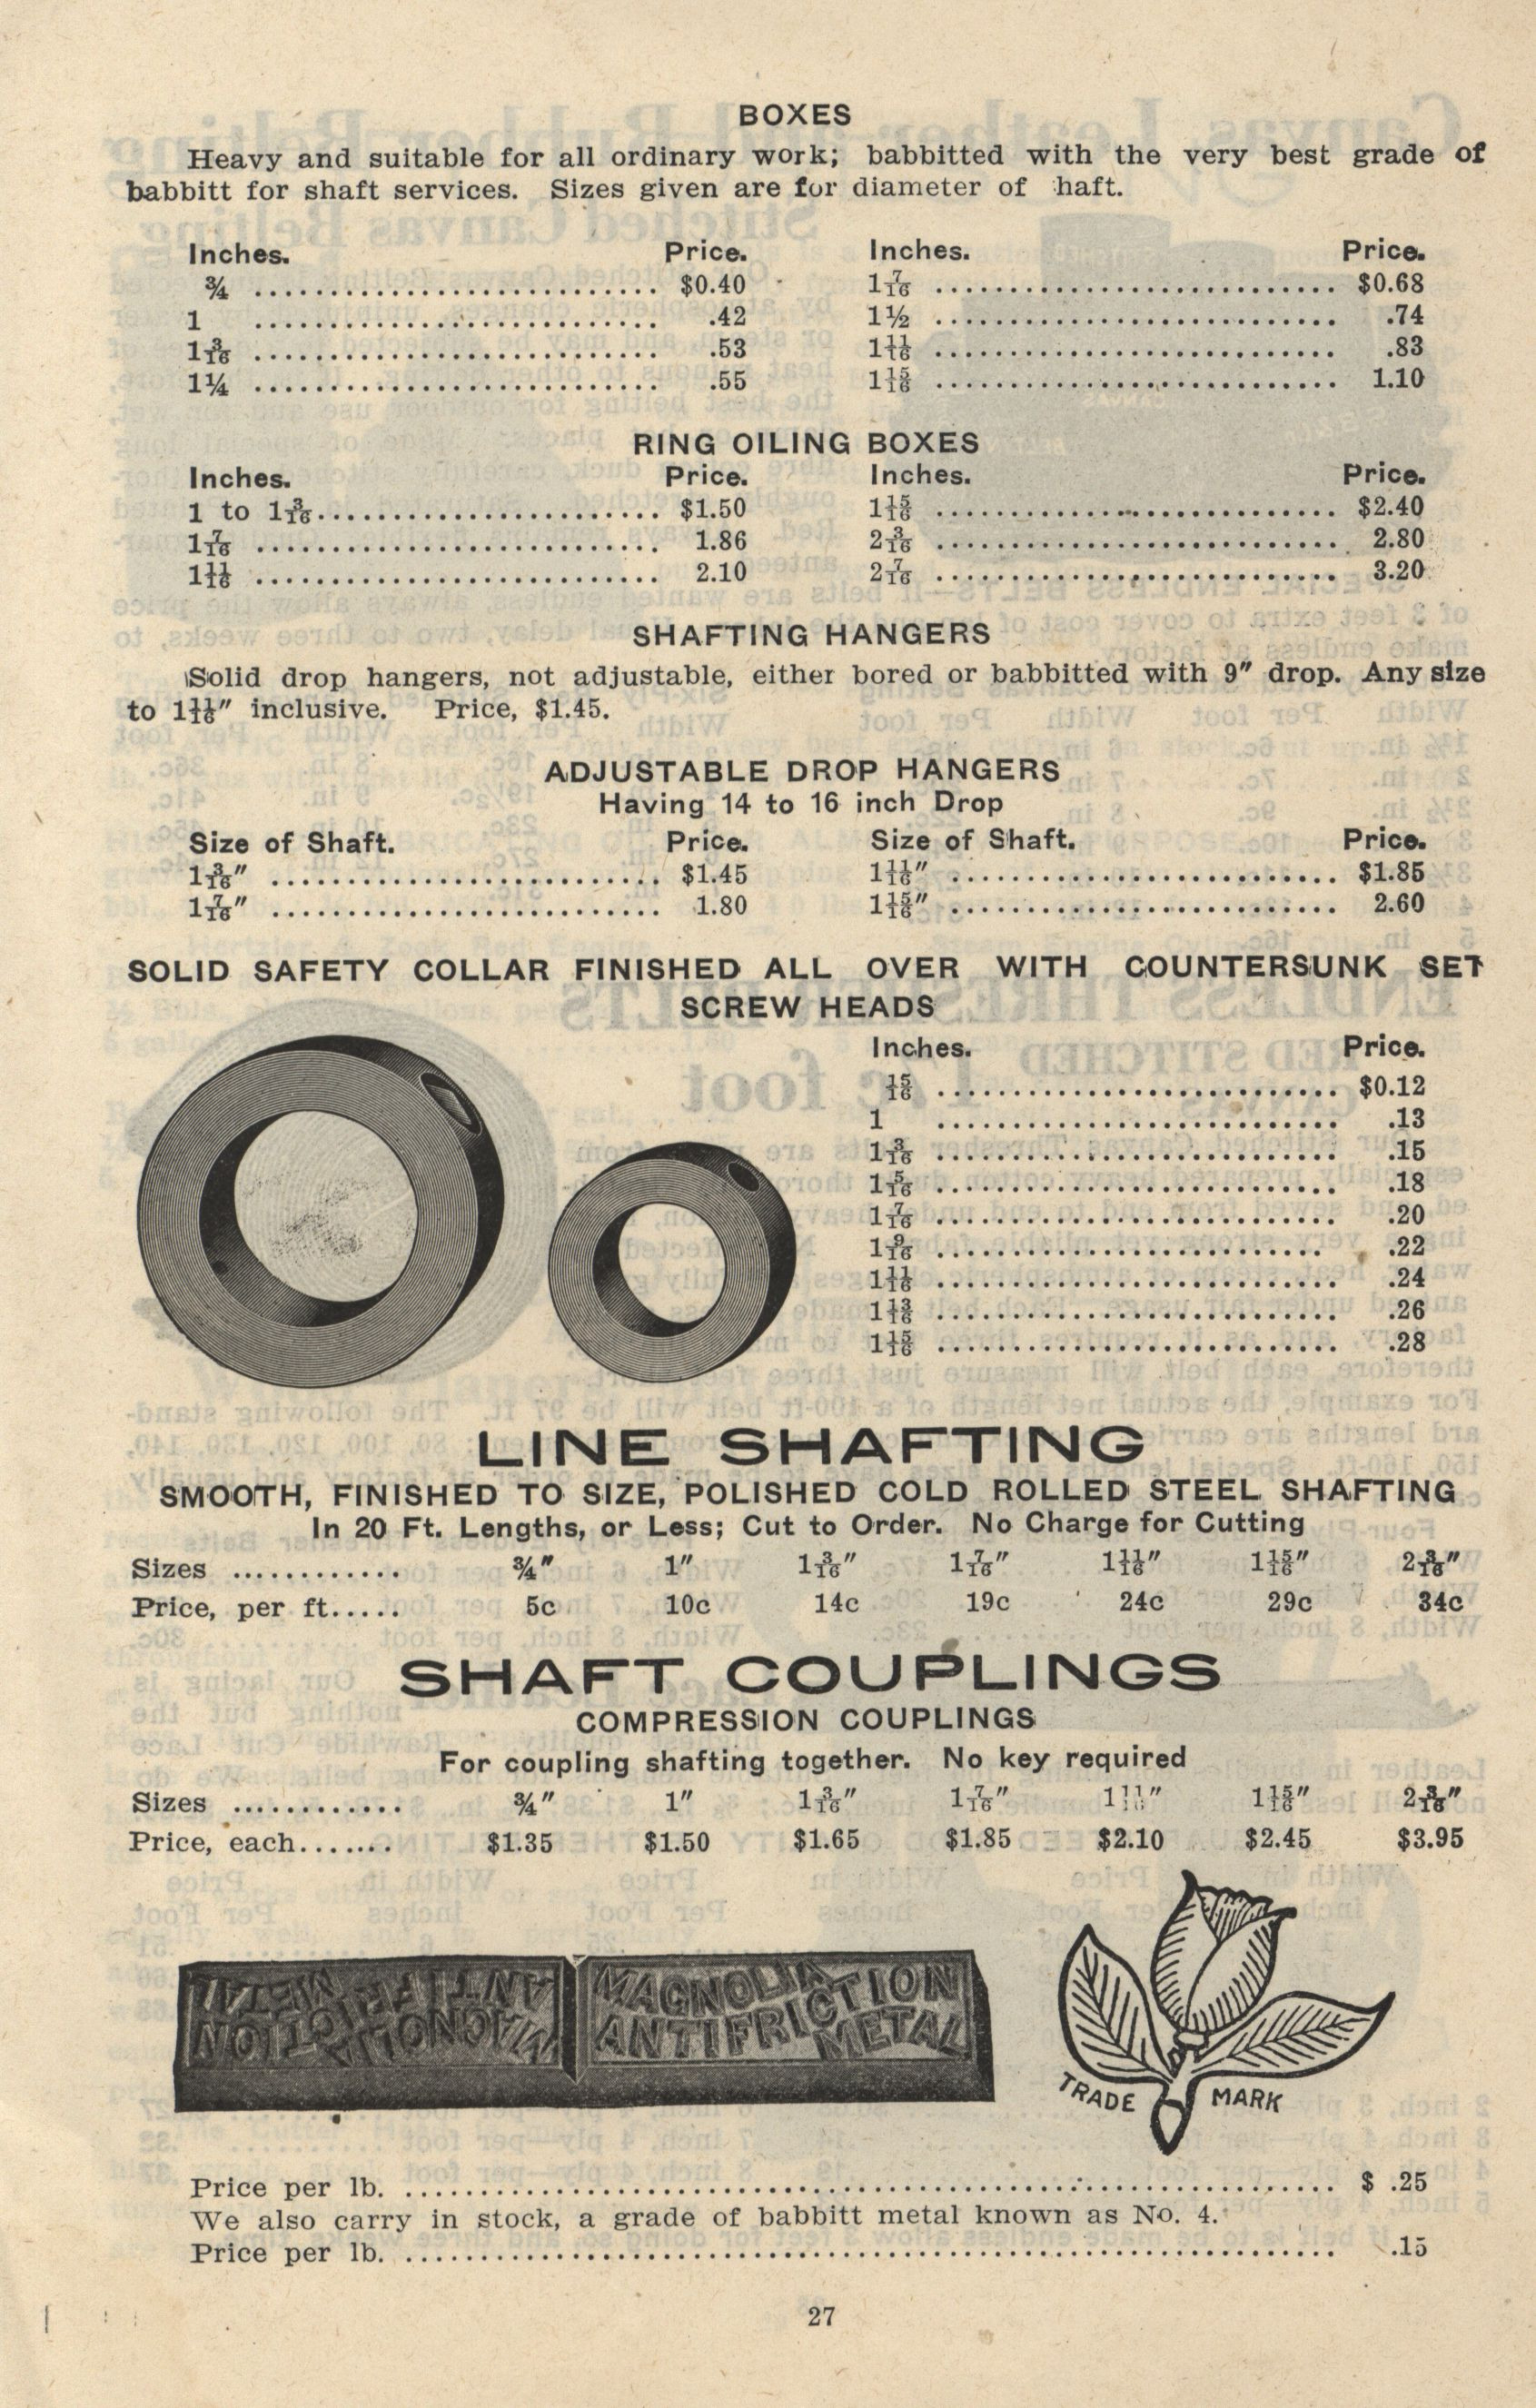 BOXES
Heavy and suitable for all ordinary work; babbitted with the very best grade of
babbitt for shaft services. Sizes given are for diameter of haft.
Inches. Price. Inches. Price.
¾ ........................... $0.40 1 7/16 ........................... $0.68
1 ........................... .42 1½ ........................... .74
1 3/16 ........................... .53 1 11/16 ........................... .83
1¼ ........................... .55 1 15/16 ........................... 1.10
RING OILING BOXES
Inches. Price. Inches. Price.
1 to 1 3/16....................... $1.50 1 15/16 ........................... $2.40
1 7/16 ........................... 1.86 2 3/16 ........................... 2.80
1 11/16 ........................... 2.10 2 7/16 ........................... 3.20
SHAFTING HANGERS
Solid drop hangers, not adjustable, either bored or babbitted with 9″ drop. Any size
to 1 11/16″ inclusive. Price, $1.45.
ADJUSTABLE DROP HANGERS
Having 14 to 16 inch Drop
Size of Shaft. Price. Size of Shaft. Price.
1 3/16″ .......................... $1.45 1 11/16″ .......................... $1.85
1 7/16″ .......................... 1.80 1 15/16″ .......................... 2.60
SOLID SAFETY COLLAR FINISHED ALL OVER WITH COUNTERSUNK SET
SCREW HEADS
Inches. Price.
15/16 ........................... $0.12
1 ........................... .13
1 3/16 ........................... .15
1 5/16 ........................... .18
1 7/16 ........................... .20
1 9/16 .......................... .22
1 11/16 ........................... .24
1 13/16 ........................... .26
1 15/16 ........................... .28
LINE SHAFTING
SMOOTH, FINISHED TO SIZE, POLISHED COLD ROLLED STEEL SHAFTING
In 20 Ft. Lengths, or Less; Cut to Order. No Charge for Cutting
Sizes ............ ¾″ 1″ 1 3/16″ 1 7/16″ 1 11/16″ 1 15/16″ 2 3/16″
Price, per ft..... 5c 10c 14c 19c 24c 29c 34c
SHAFT COUPLINGS
COMPRESSION COUPLINGS
For coupling shafting together. No key required
Sizes ............ ¾″ 1″ 1 3/16″ 1 7/16″ 1 11/16″ 1 15/16″ 2 3/16″
Price, each....... $1.35 $1.50 $1.65 $1.85 $2.10 $2.45 $3.95
MAGNOLIA
ANTIFRICTION
METAL
MAGNOLIA
ANTIFRICTION
METAL
TRADE MARK
Price per lb. .............................................................. $ .25
We also carry in stock, a grade of babbitt metal known as No. 4.
Price per lb. .............................................................. .15
27